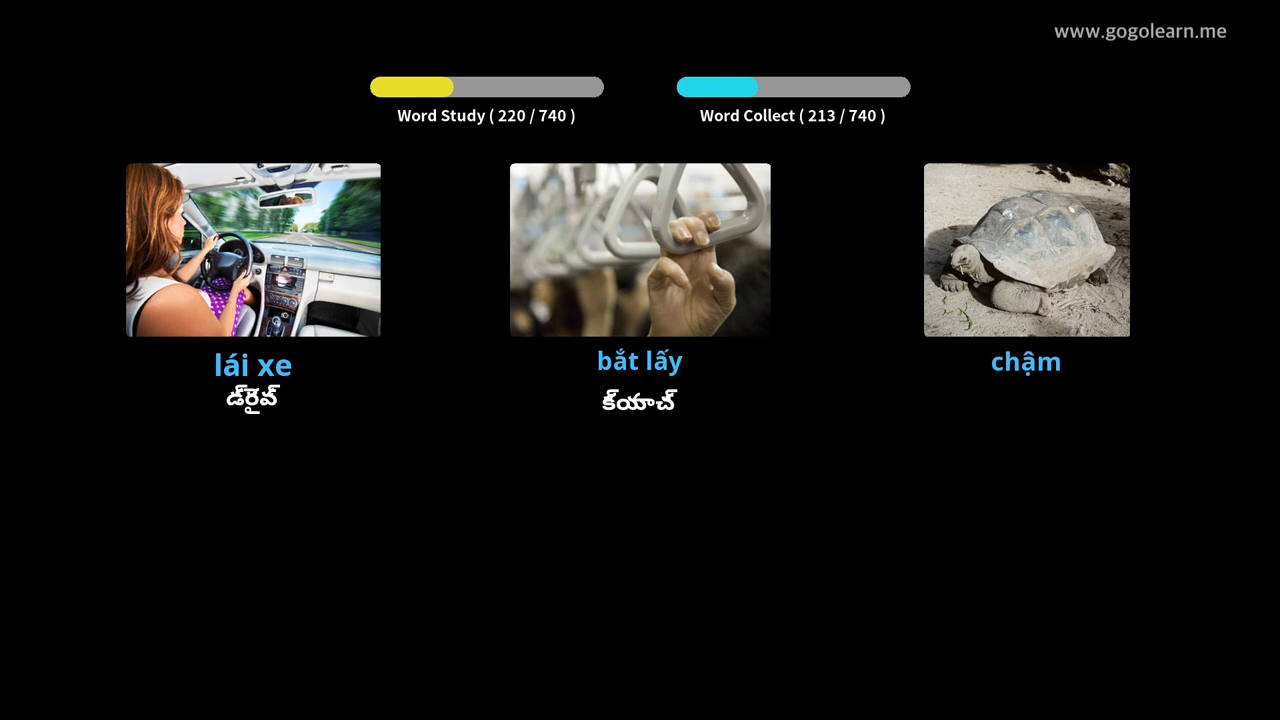 www.gogolearn.me
Word Study ( 220 / 740 )
Word Collect ( 213 / 740 )
lái xe
bắt lấy
chậm
డ్రైవ్
క్యాచ్